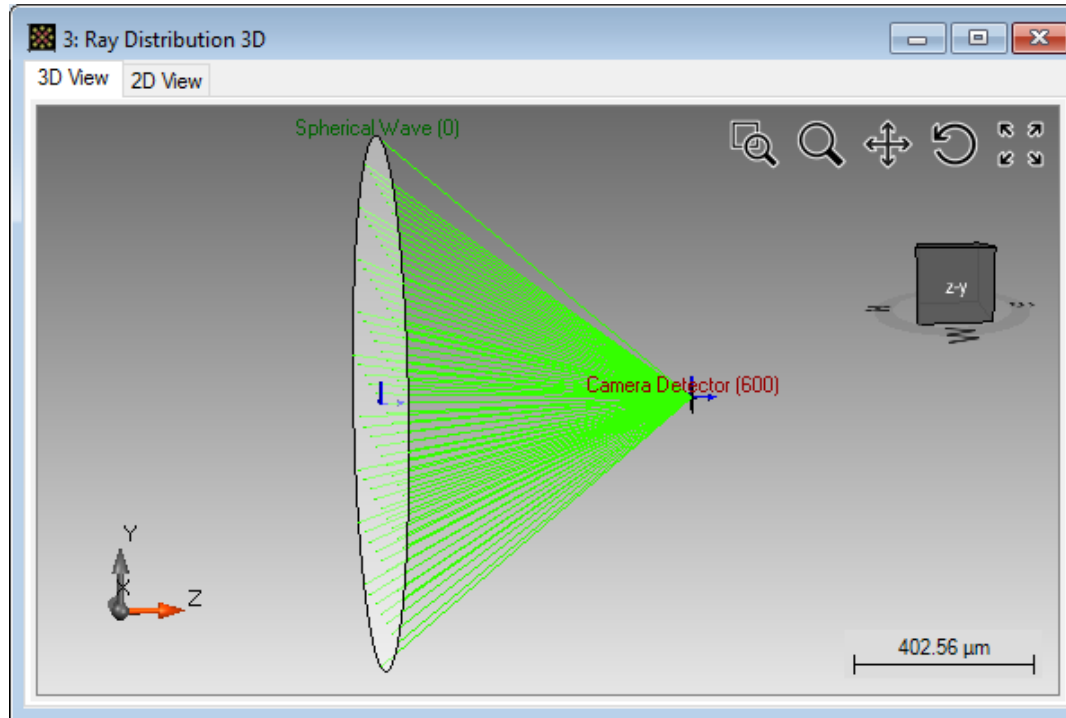 3: Ray Distribution 3D
3D View
2D View
Spherical Wave (0)
z-y
Camera Detector (600)
Y
X
Z
402.56 µm